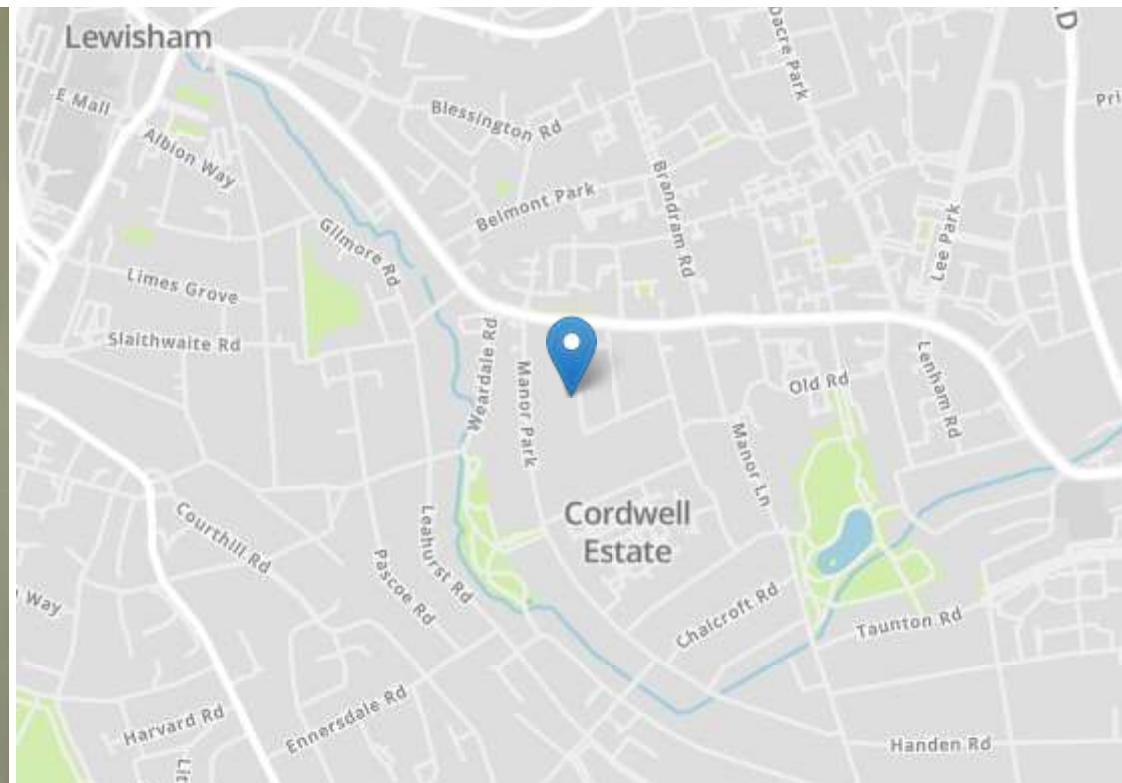 Lewisham
D
E Mall
Albion Way
Blessington Rd
Dacre Park
Pri
Belmont Park
Brandram Rd
Gilmore Rd
Lee Park
Limes Grove
Slaithwaite Rd
Weardale Rd
Manor Park
Old Rd
Lenham Rd
Manor Ln
Cordwell
Estate
Courthill Rd
Leahurst Rd
Pascoe Rd
Way
Chalcroft Rd
Taunton Rd
Harvard Rd
Ennersdale Rd
Handen Rd
Lit